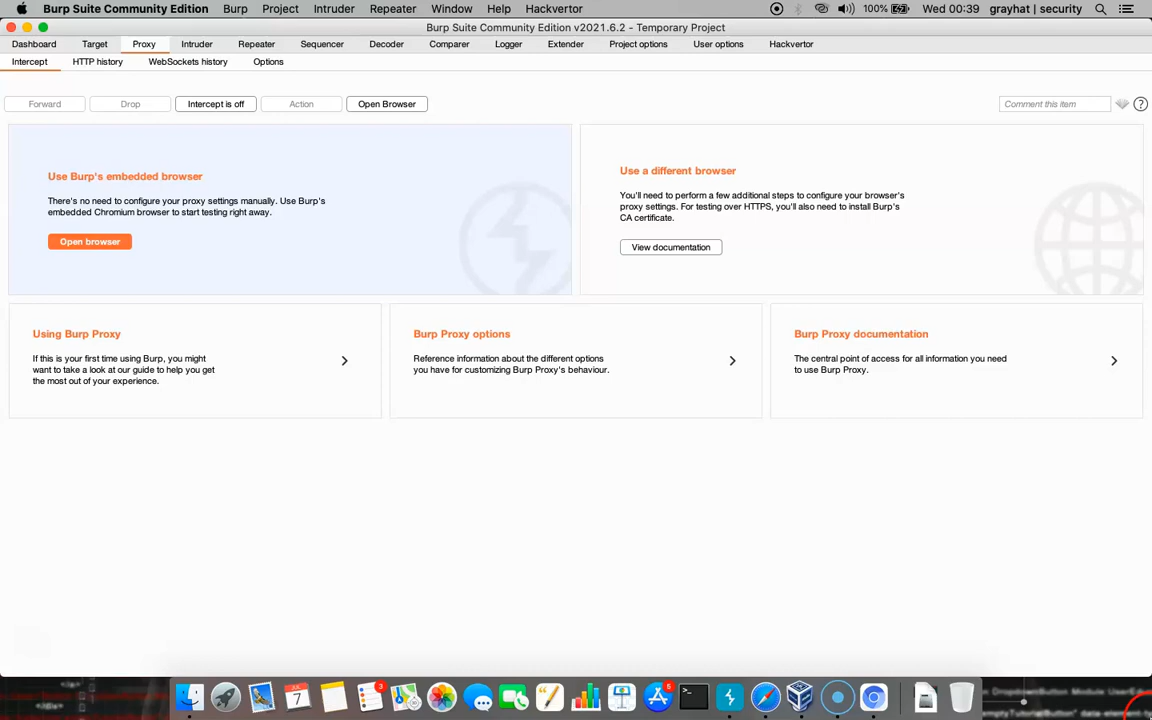 Burp Suite Community Edition Burp Project Intruder Repeater Window Help Hackvertor 100% Wed 00:39 grayhat | security
Burp Suite Community Edition v2021.6.2 - Temporary Project
Dashboard Target Proxy Intruder Repeater Sequencer Decoder Comparer Logger Extender Project options User options Hackvertor
Intercept HTTP history WebSockets history Options
Forward Drop Intercept is off Action Open Browser Comment this item ?
Use Burp's embedded browser
There's no need to configure your proxy settings manually. Use Burp's
embedded Chromium browser to start testing right away.
Open browser
Use a different browser
You'll need to perform a few additional steps to configure your browser's
proxy settings. For testing over HTTPS, you'll also need to install Burp's
CA certificate.
View documentation
Using Burp Proxy
If this is your first time using Burp, you might
want to take a look at our guide to help you get
the most out of your experience.
Burp Proxy options
Reference information about the different options
you have for customizing Burp Proxy's behaviour.
Burp Proxy documentation
The central point of access for all information you need
to use Burp Proxy.
7
3
5